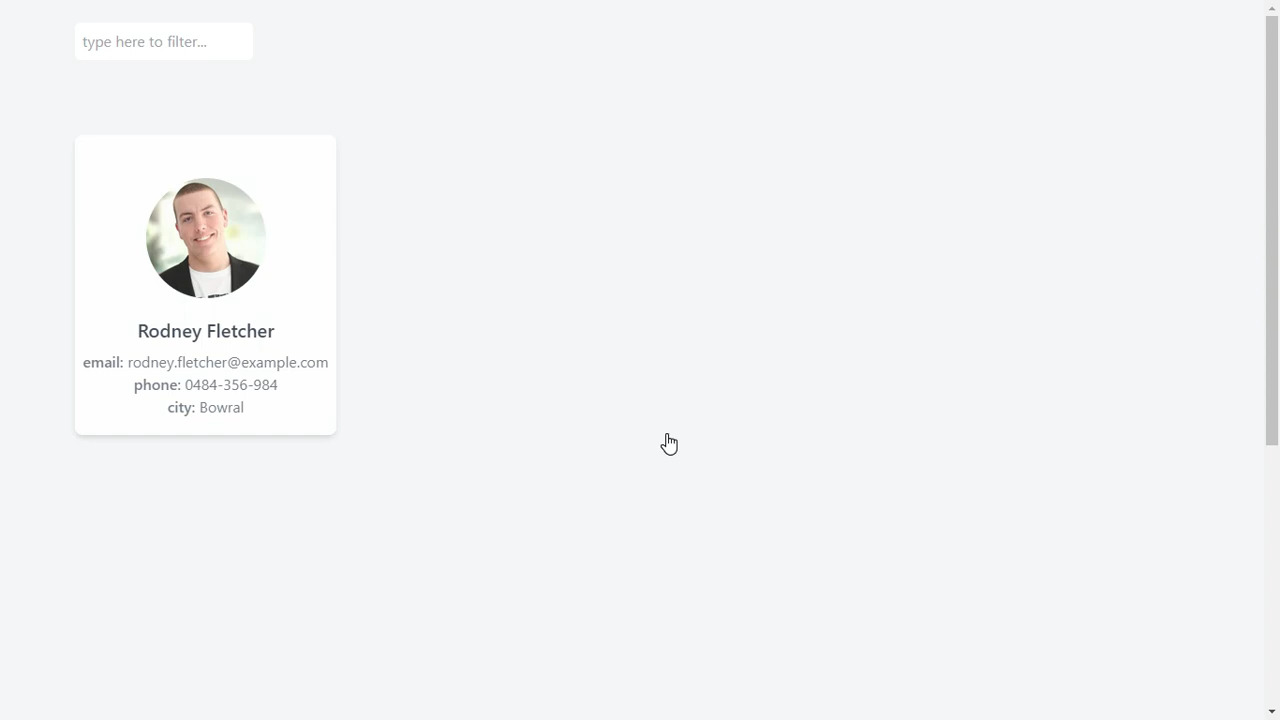 type here to filter...
Rodney Fletcher
email: rodney.fletcher@example.com
phone: 0484-356-984
city: Bowral